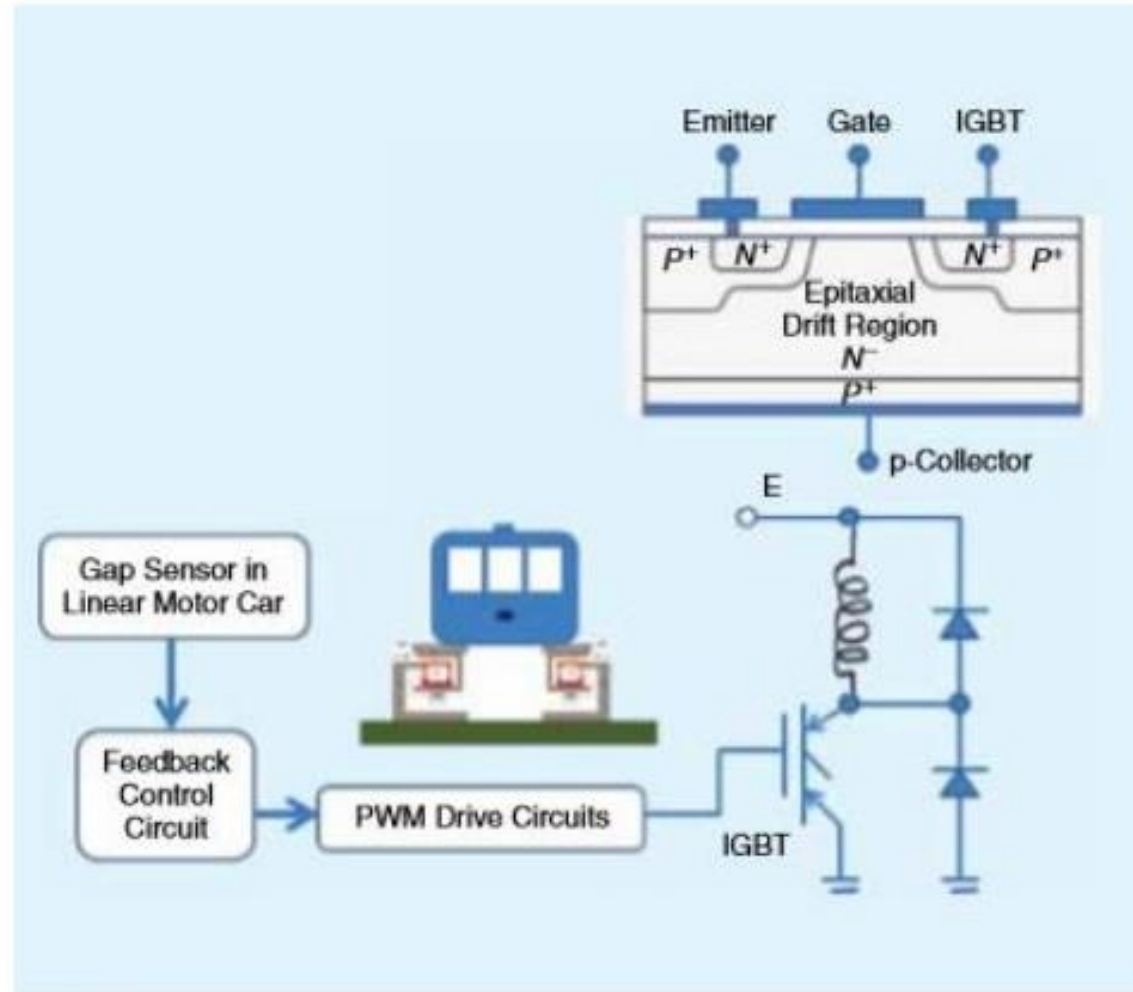 Emitter Gate IGBT
P+ N+ N+ P+
Epitaxial
Drift Region
N−
P+
p-Collector
E
Gap Sensor in
Linear Motor Car
Feedback
Control
Circuit
PWM Drive Circuits
IGBT